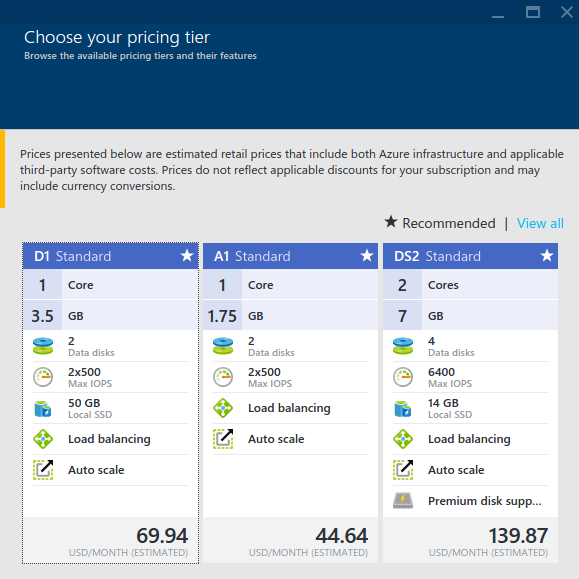 Choose your pricing tier
Browse the available pricing tiers and their features
Prices presented below are estimated retail prices that include both Azure infrastructure and applicable
third-party software costs. Prices do not reflect applicable discounts for your subscription and may
include currency conversions.
★ Recommended | View all
D1 Standard
1 Core
3.5 GB
2
Data disks
2x500
Max IOPS
50 GB
Local SSD
Load balancing
Auto scale
69.94
USD/MONTH (ESTIMATED)
A1 Standard
1 Core
1.75 GB
2
Data disks
2x500
Max IOPS
Load balancing
Auto scale
44.64
USD/MONTH (ESTIMATED)
DS2 Standard
2 Cores
7 GB
4
Data disks
6400
Max IOPS
14 GB
Local SSD
Load balancing
Auto scale
Premium disk supp...
139.87
USD/MONTH (ESTIMATED)